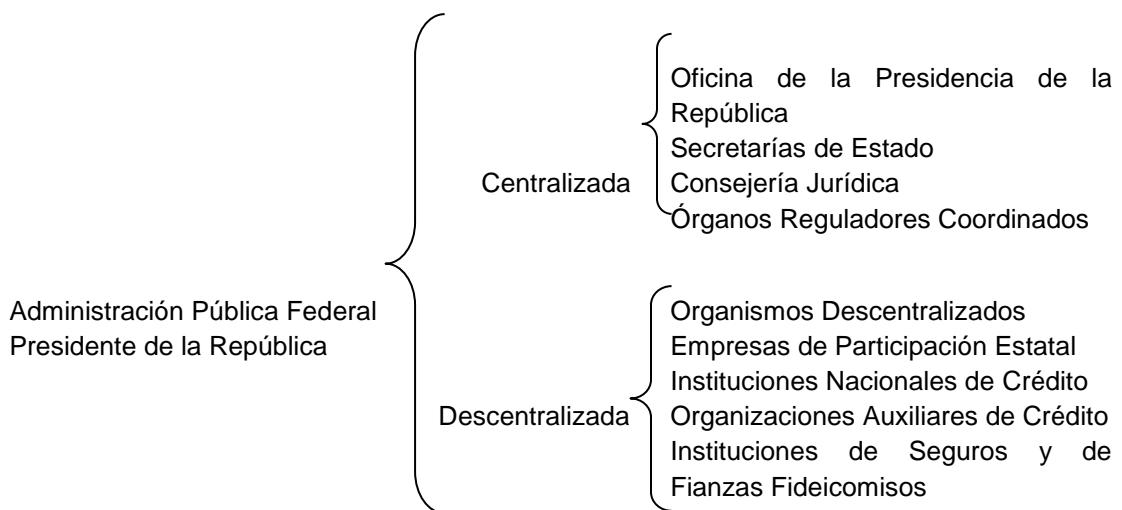 Administración Pública Federal
Presidente de la República
Centralizada
Oficina de la Presidencia de la
República
Secretarías de Estado
Consejería Jurídica
Órganos Reguladores Coordinados
Descentralizada
Organismos Descentralizados
Empresas de Participación Estatal
Instituciones Nacionales de Crédito
Organizaciones Auxiliares de Crédito
Instituciones de Seguros y de
Fianzas Fideicomisos